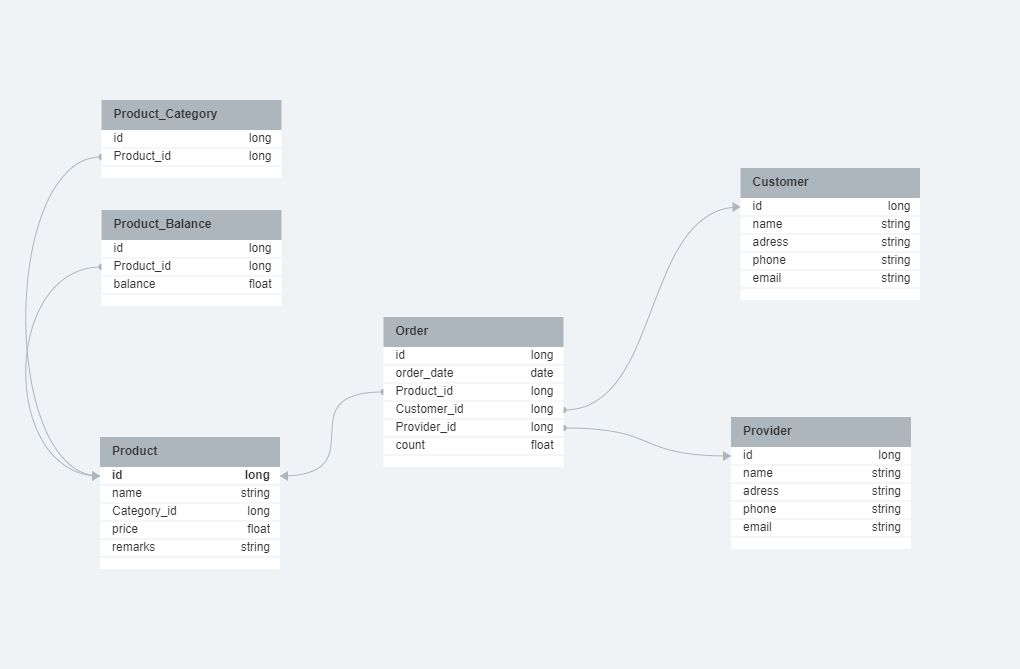 Product_Category
id long
Product_id long
Product_Balance
id long
Product_id long
balance float
Product
id long
name string
Category_id long
price float
remarks string
Order
id long
order_date date
Product_id long
Customer_id long
Provider_id long
count float
Customer
id long
name string
adress string
phone string
email string
Provider
id long
name string
adress string
phone string
email string